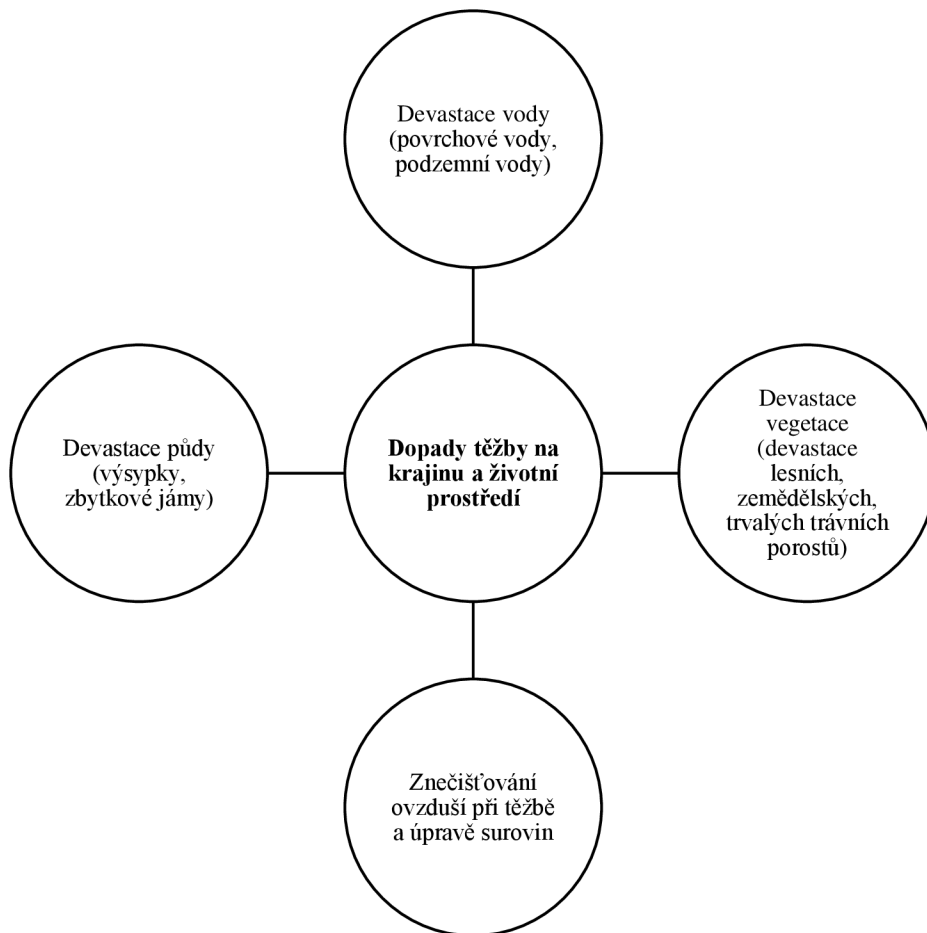 Devastace vody
(povrchové vody,
podzemní vody)
Devastace půdy
(výsypky,
zbytkové jámy)
Dopady těžby na
krajinu a životní
prostředí
Devastace
vegetace
(devastace
lesních,
zemědělských,
trvalých trávních
porostů)
Znečišťování
ovzduší při těžbě
a úpravě surovin